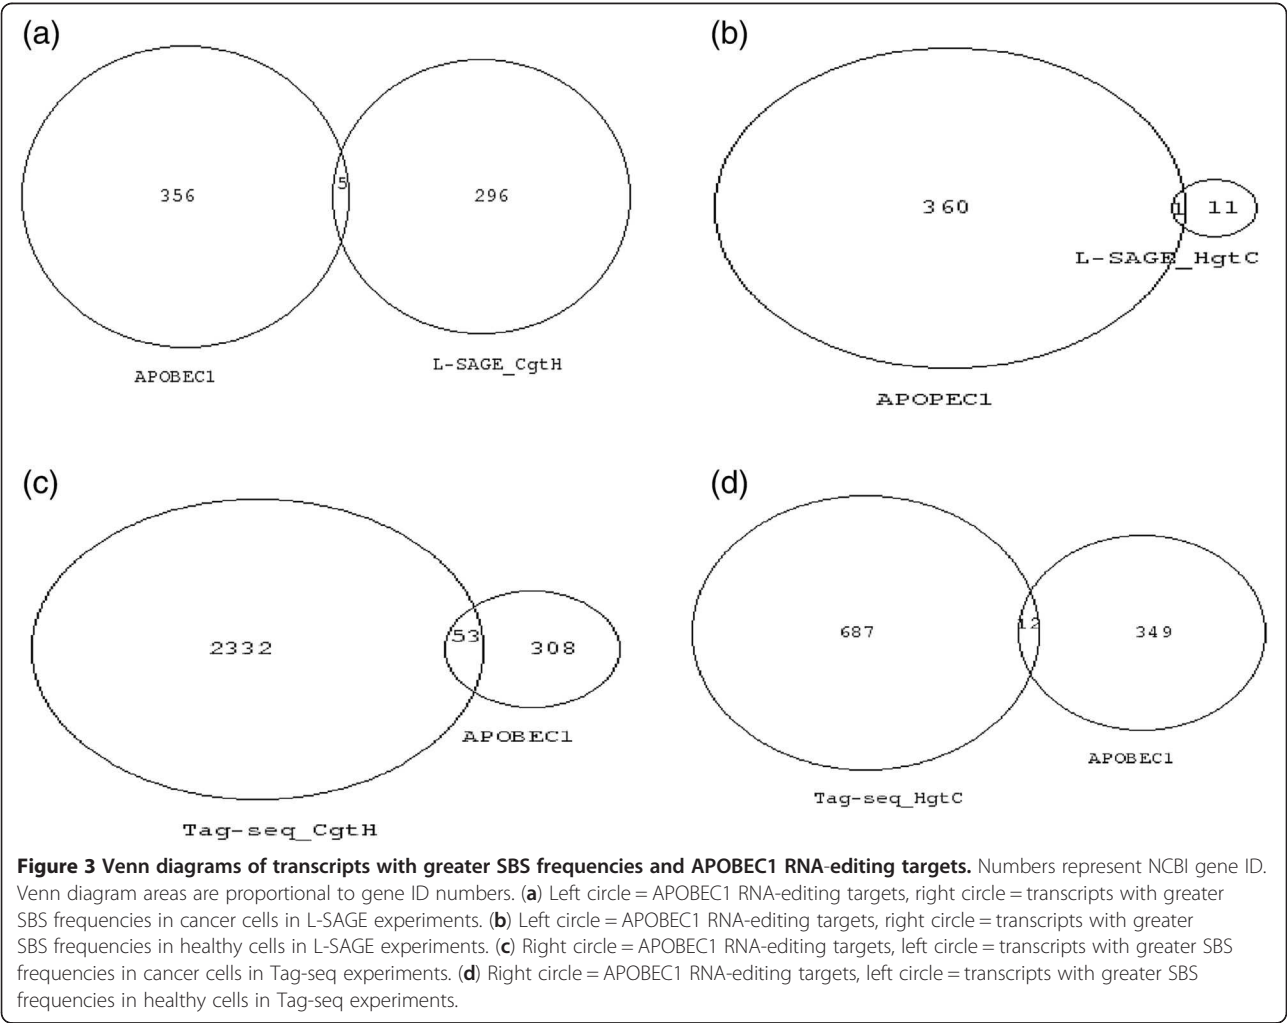 (a)
(b)
356
5
296
360
1
11
L-SAGE_HgtC
L-SAGE_CgtH
APOBEC1
APOPEC1
(c)
(d)
2332
53
308
687
12
349
APOBEC1
APOBEC1
Tag-seq_HgtC
Tag-seq_CgtH
Figure 3 Venn diagrams of transcripts with greater SBS frequencies and APOBEC1 RNA-editing targets. Numbers represent NCBI gene ID.
Venn diagram areas are proportional to gene ID numbers. (a) Left circle = APOBEC1 RNA-editing targets, right circle = transcripts with greater
SBS frequencies in cancer cells in L-SAGE experiments. (b) Left circle = APOBEC1 RNA-editing targets, right circle = transcripts with greater
SBS frequencies in healthy cells in L-SAGE experiments. (c) Right circle = APOBEC1 RNA-editing targets, left circle = transcripts with greater SBS
frequencies in cancer cells in Tag-seq experiments. (d) Right circle = APOBEC1 RNA-editing targets, left circle = transcripts with greater SBS
frequencies in healthy cells in Tag-seq experiments.